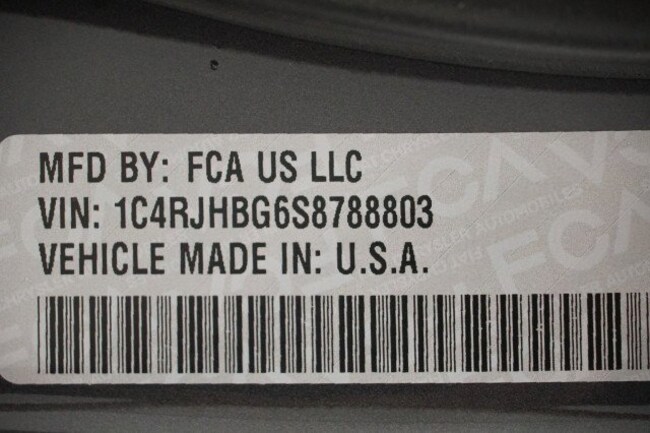 MFD BY: FCA US LLC
VIN: 1C4RJHBG6S8788803
VEHICLE MADE IN: U.S.A.